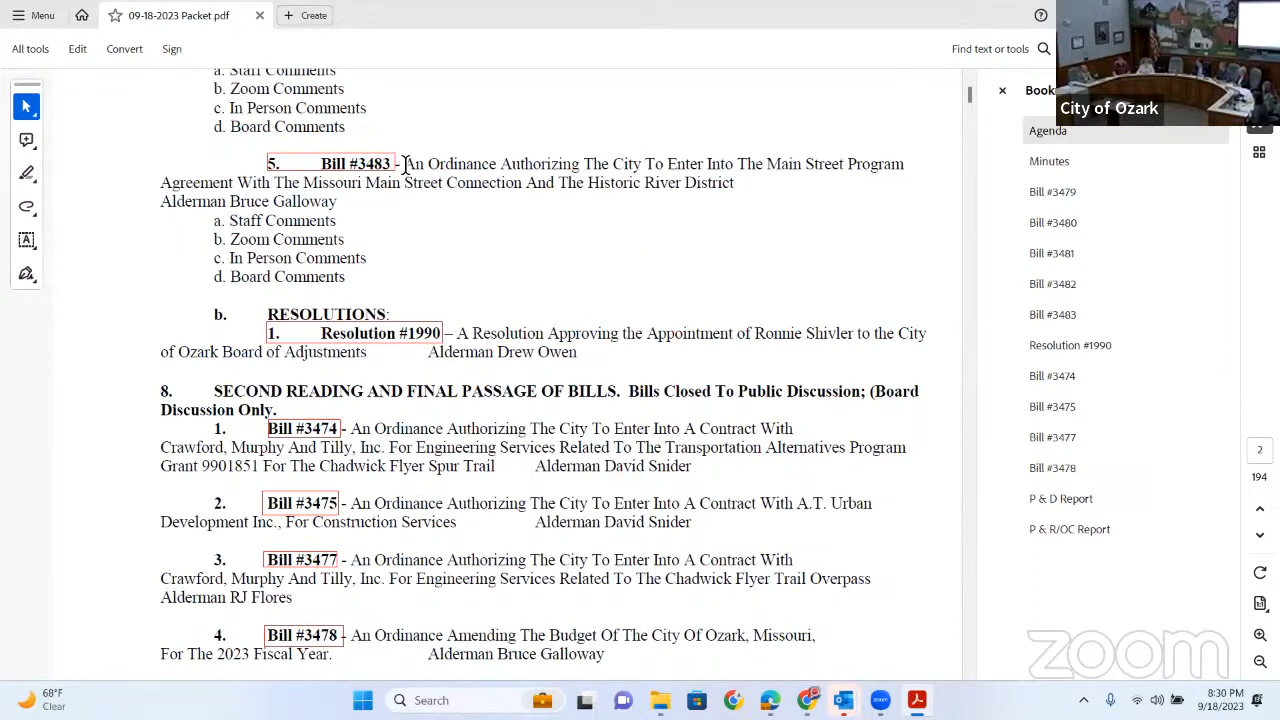 Menu
09-18-2023 Packet.pdf
Create
All tools
Edit
Convert
Sign
Find text or tools
City of Ozark
a. Staff Comments
b. Zoom Comments
c. In Person Comments
d. Board Comments
5. Bill #3483 - An Ordinance Authorizing The City To Enter Into The Main Street Program
Agreement With The Missouri Main Street Connection And The Historic River District
Alderman Bruce Galloway
a. Staff Comments
b. Zoom Comments
c. In Person Comments
d. Board Comments
b. RESOLUTIONS:
1. Resolution #1990 – A Resolution Approving the Appointment of Ronnie Shivler to the City
of Ozark Board of Adjustments Alderman Drew Owen
8. SECOND READING AND FINAL PASSAGE OF BILLS. Bills Closed To Public Discussion; (Board
Discussion Only.
1. Bill #3474 - An Ordinance Authorizing The City To Enter Into A Contract With
Crawford, Murphy And Tilly, Inc. For Engineering Services Related To The Transportation Alternatives Program
Grant 9901851 For The Chadwick Flyer Spur Trail Alderman David Snider
2. Bill #3475 - An Ordinance Authorizing The City To Enter Into A Contract With A.T. Urban
Development Inc., For Construction Services Alderman David Snider
3. Bill #3477 - An Ordinance Authorizing The City To Enter Into A Contract With
Crawford, Murphy And Tilly, Inc. For Engineering Services Related To The Chadwick Flyer Trail Overpass
Alderman RJ Flores
4. Bill #3478 - An Ordinance Amending The Budget Of The City Of Ozark, Missouri,
For The 2023 Fiscal Year. Alderman Bruce Galloway
Agenda
Minutes
Bill #3479
Bill #3480
Bill #3481
Bill #3482
Bill #3483
Resolution #1990
Bill #3474
Bill #3475
Bill #3477
Bill #3478
P & D Report
P & R/OC Report
2
194
zoom
68°F
Clear
Search
8:30 PM
9/18/2023